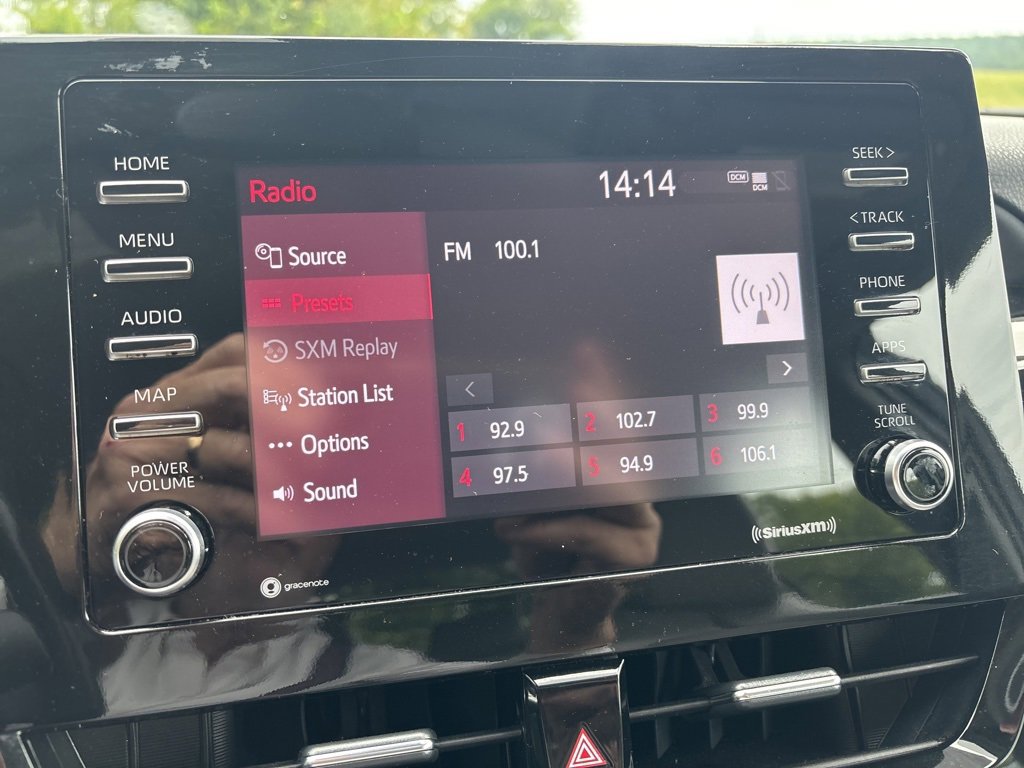 HOME
MENU
AUDIO
MAP
POWER
VOLUME
Radio
14:14
DCM
DCM
Source
Presets
SXM Replay
Station List
Options
Sound
FM 100.1
<
>
1 92.9
2 102.7
3 99.9
4 97.5
5 94.9
6 106.1
SEEK >
< TRACK
PHONE
APPS
TUNE
SCROLL
gracenote
((SiriusXM))